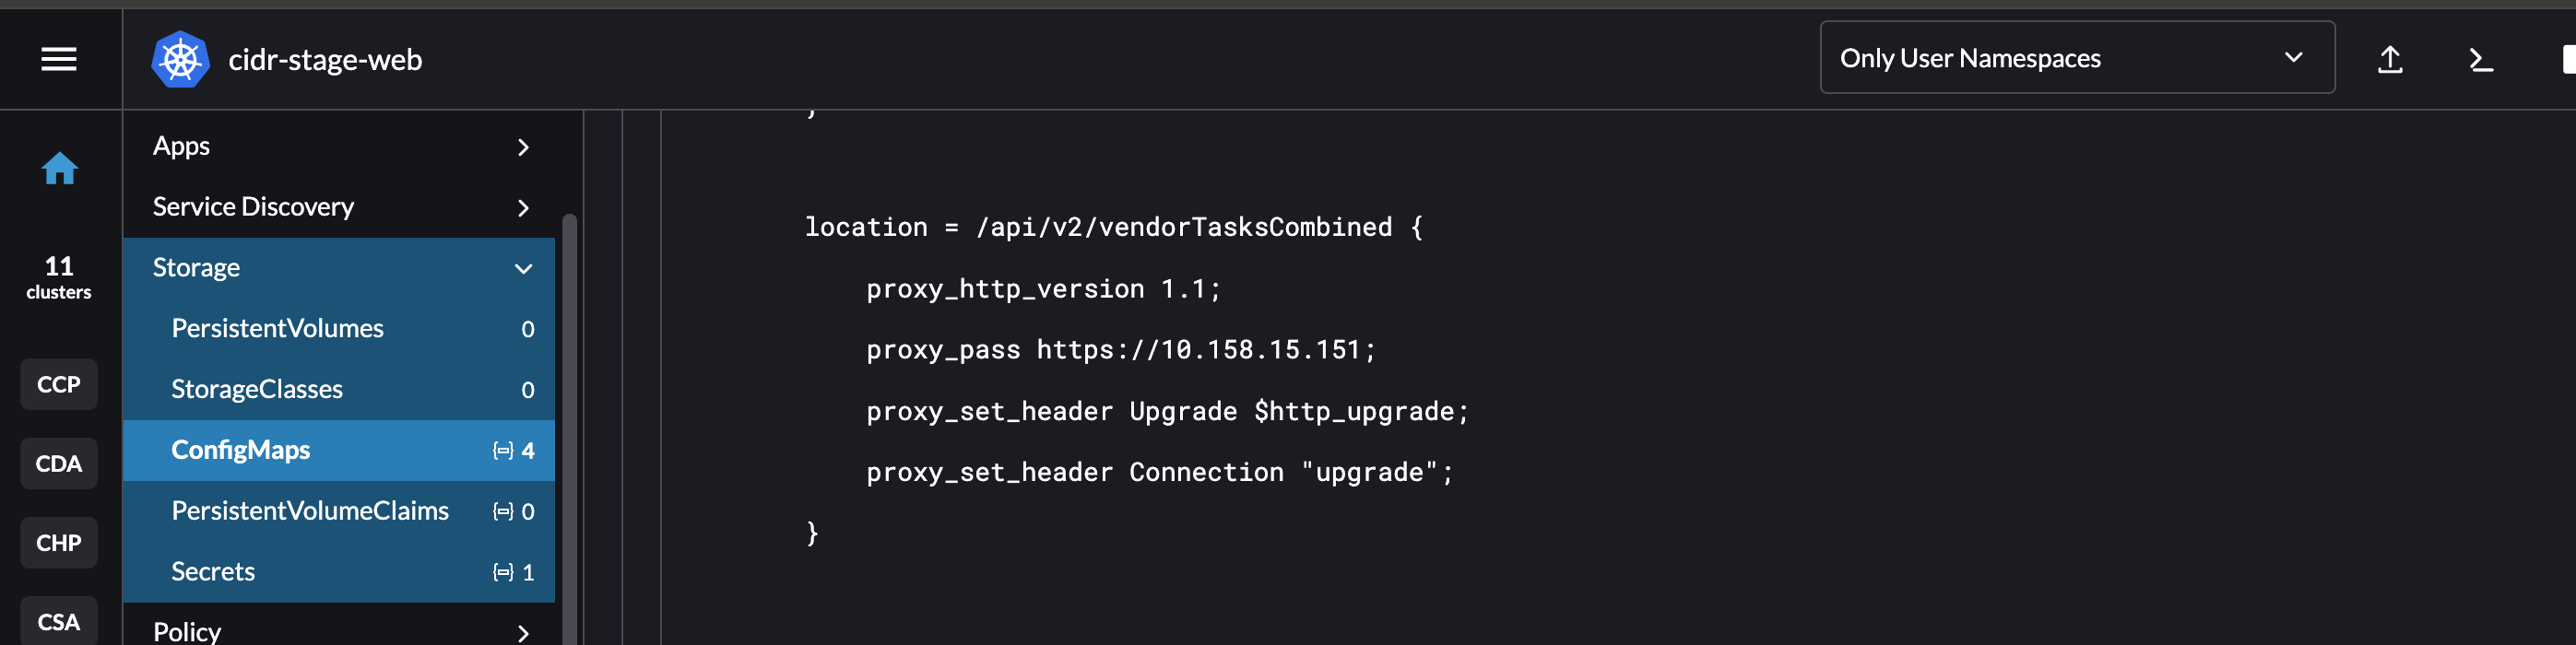 cidr-stage-web
Only User Namespaces
11
clusters
CCP
CDA
CHP
CSA
Apps
Service Discovery
Storage
PersistentVolumes 0
StorageClasses 0
ConfigMaps 4
PersistentVolumeClaims 0
Secrets 1
Policy
location = /api/v2/vendorTasksCombined {
proxy_http_version 1.1;
proxy_pass https://10.158.15.151;
proxy_set_header Upgrade $http_upgrade;
proxy_set_header Connection "upgrade";
}